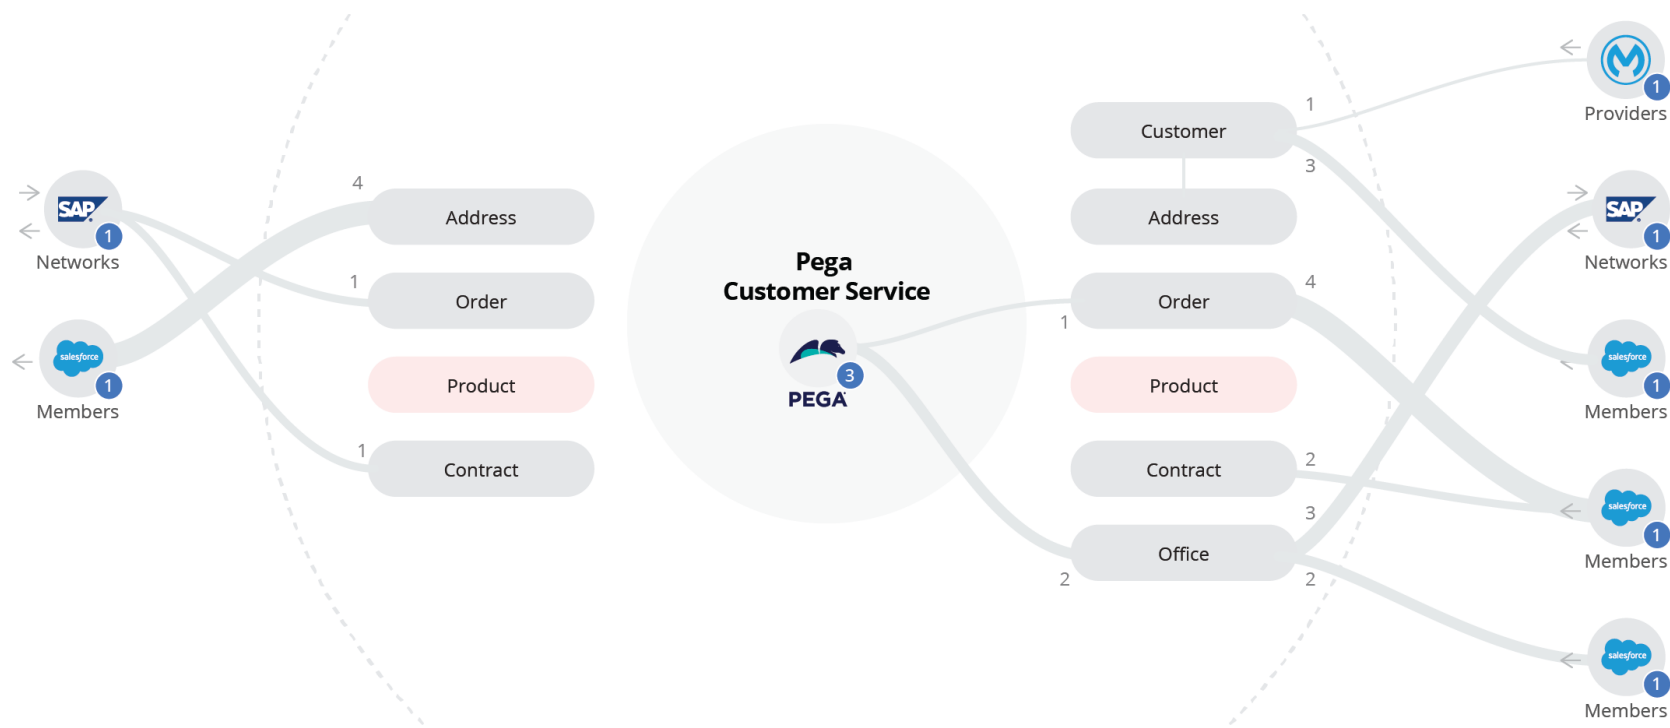 SAP
1
Networks
salesforce
1
Members
4
Address
1
Order
Product
1
Contract
Pega
Customer Service
3
PEGA
Customer
1
3
Address
Order
4
1
Product
Contract
2
3
Office
2
2
1
Providers
SAP
1
Networks
salesforce
1
Members
salesforce
1
Members
salesforce
1
Members